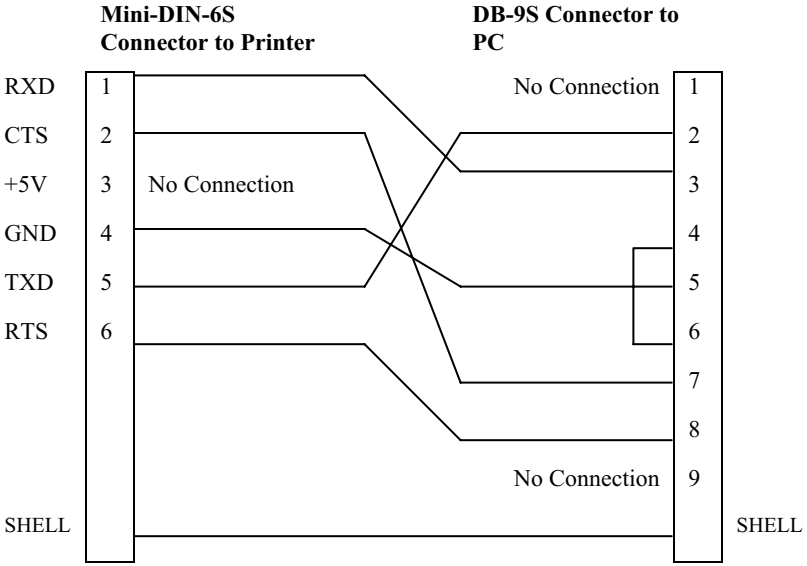 Mini-DIN-6S
Connector to Printer
DB-9S Connector to
PC
RXD 1
CTS 2
+5V 3 No Connection
GND 4
TXD 5
RTS 6
SHELL
No Connection 1
2
3
4
5
6
7
8
No Connection 9
SHELL